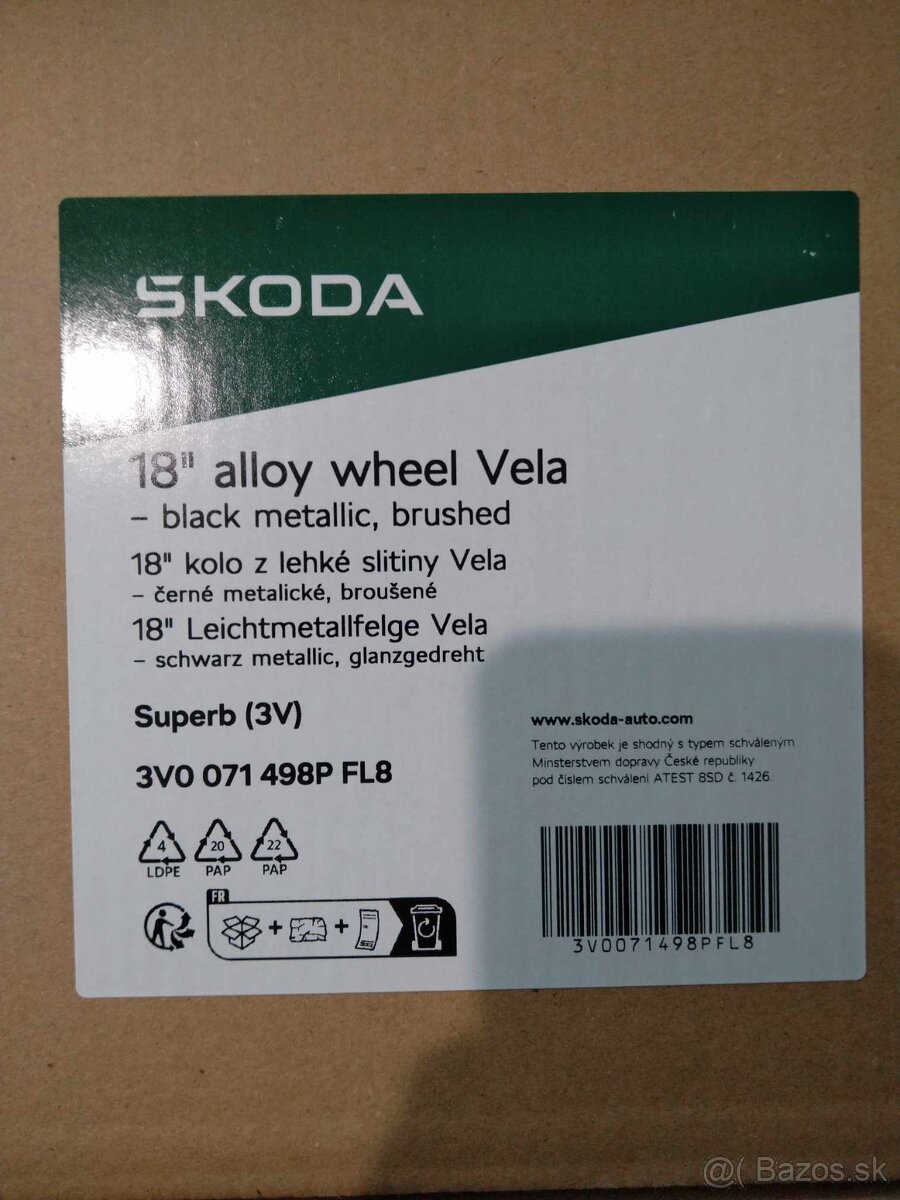 ŠKODA
18" alloy wheel Vela
– black metallic, brushed
18" kolo z lehké slitiny Vela
– černé metalické, broušené
18" Leichtmetallfelge Vela
– schwarz metallic, glanzgedreht
Superb (3V)
3V0 071 498P FL8
www.skoda-auto.com
Tento výrobek je shodný s typem schváleným
Minsterstvem dopravy České republiky
pod číslem schválení ATEST 8SD č. 1426.
4
LDPE
20
PAP
22
PAP
FR
3V0071498PFL8
@( Bazos.sk